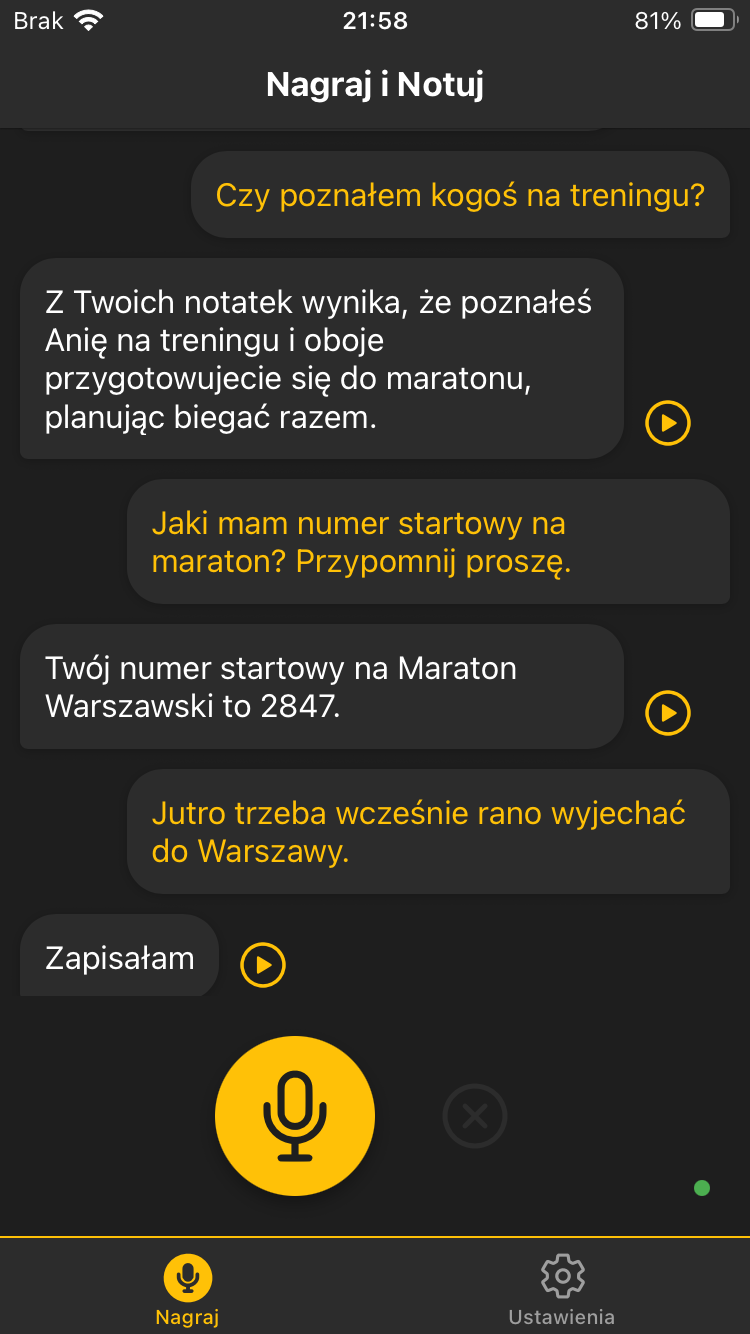 Brak 21:58 81%
Nagraj i Notuj
Czy poznałem kogoś na treningu?
Z Twoich notatek wynika, że poznałeś
Anię na treningu i oboje
przygotowujecie się do maratonu,
planując biegać razem.
Jaki mam numer startowy na
maraton? Przypomnij proszę.
Twój numer startowy na Maraton
Warszawski to 2847.
Jutro trzeba wcześnie rano wyjechać
do Warszawy.
Zapisałam
Nagraj Ustawienia